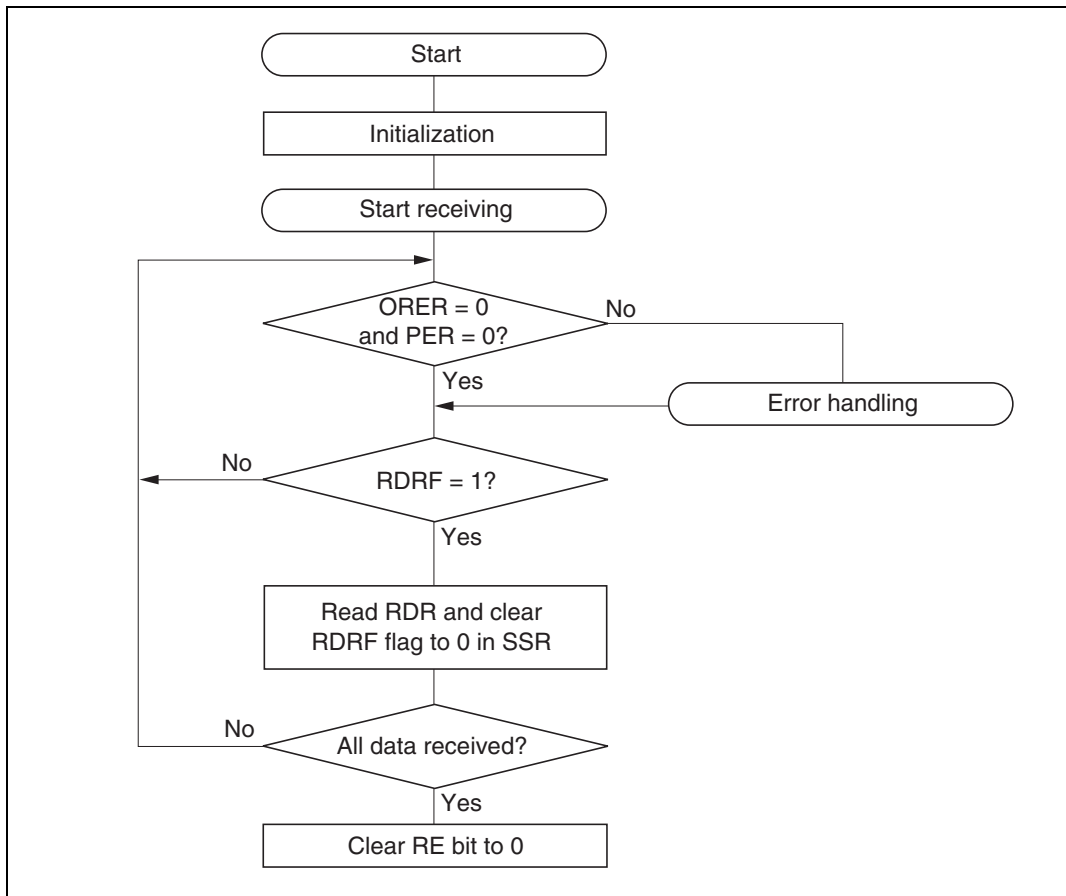 Start
Initialization
Start receiving
ORER = 0
and PER = 0?
No
Yes
Error handling
No
RDRF = 1?
Yes
Read RDR and clear
RDRF flag to 0 in SSR
No
All data received?
Yes
Clear RE bit to 0